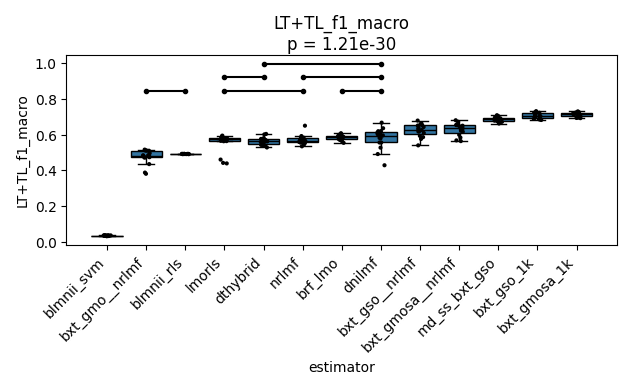 LT+TL_f1_macro
p = 1.21e-30
LT+TL_f1_macro
1.0
0.8
0.6
0.4
0.2
0.0
blmnii_svm
bxt_gmo__nrlmf
blmnii_rls
lmorls
dthybrid
nrlmf
brf_lmo
dnilmf
bxt_gso__nrlmf
bxt_gmosa__nrlmf
md_ss_bxt_gso
bxt_gso_1k
bxt_gmosa_1k
estimator